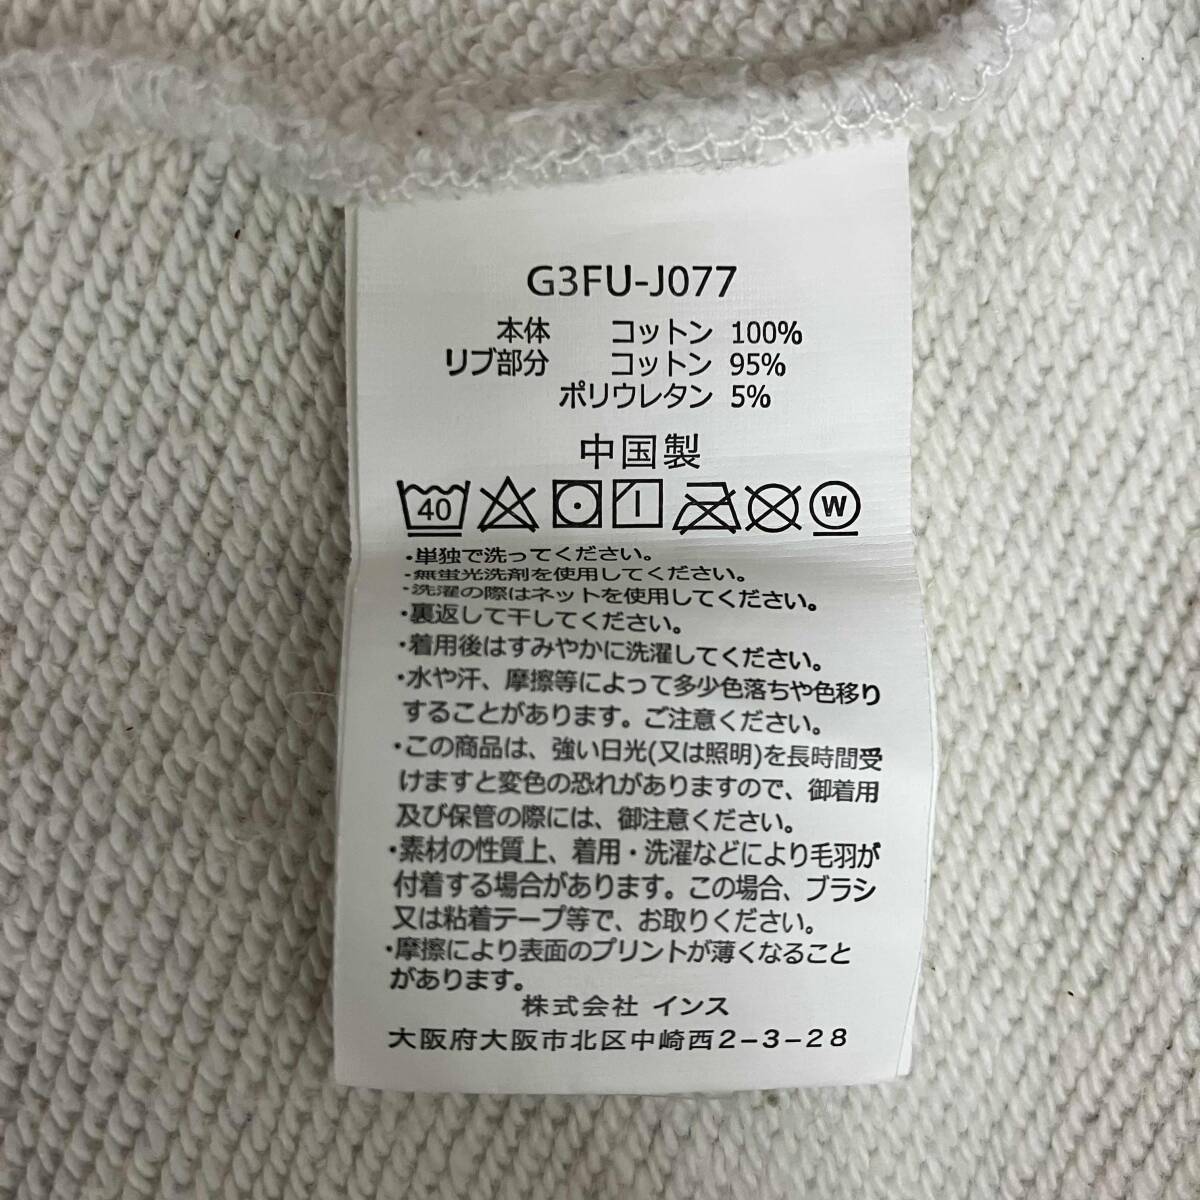 G3FU-J077
本体 コットン 100%
リブ部分 コットン 95%
ポリウレタン 5%
中国製
40 W
・単独で洗ってください。
・無蛍光洗剤を使用してください。
・洗濯の際はネットを使用してください。
・裏返して干してください。
・着用後はすみやかに洗濯してください。
・水や汗、摩擦等によって多少色落ちや色移り
することがあります。ご注意ください。
・この商品は、強い日光(又は照明)を長時間受
けますと変色の恐れがありますので、御着用
及び保管の際には、御注意ください。
・素材の性質上、着用・洗濯などにより毛羽が
付着する場合があります。この場合、ブラシ
又は粘着テープ等で、お取りください。
・摩擦により表面のプリントが薄くなること
があります。
株式会社 インス
大阪府大阪市北区中崎西2-3-28